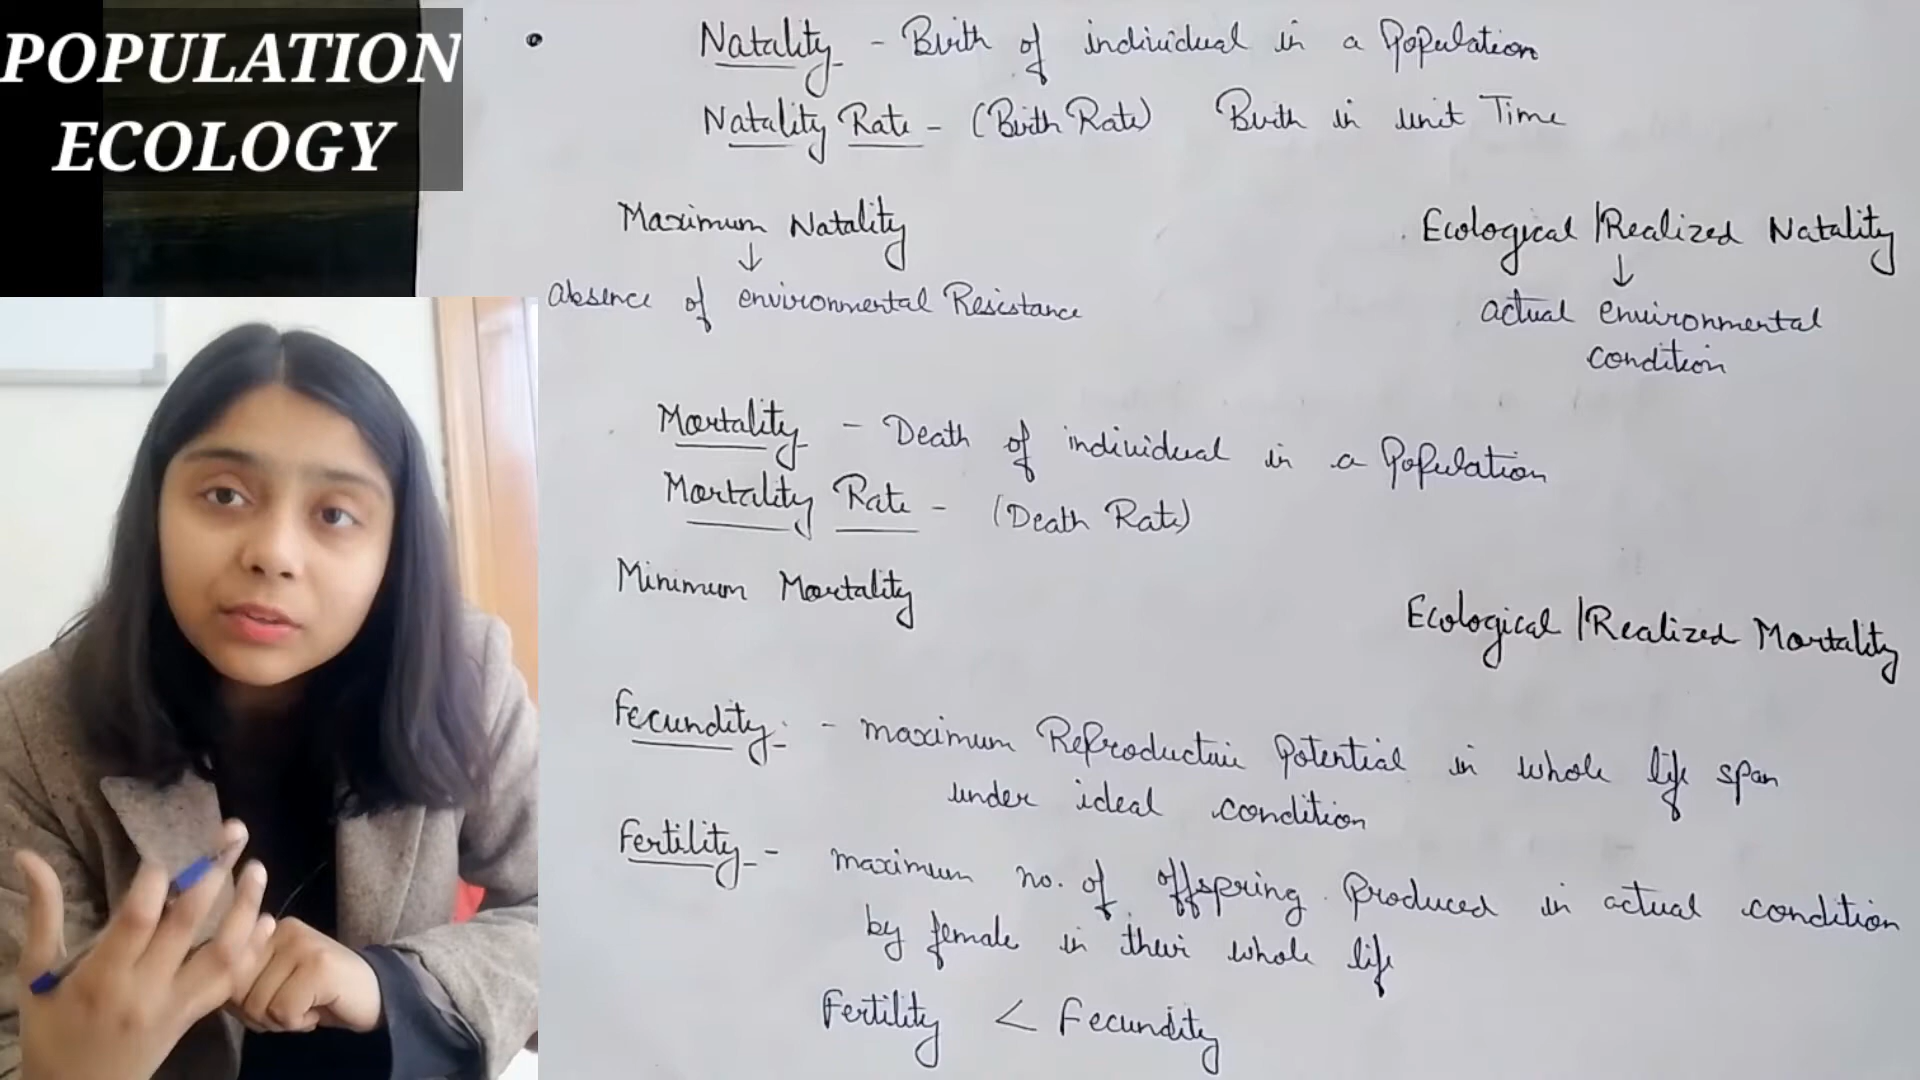 POPULATION
ECOLOGY
Natality - Birth of individual in a Population
Natality Rate - (Birth Rate) Birth in unit Time
Maximum Natality
↓
absence of environmental Resistance
Ecological / Realized Natality
↓
actual environmental
condition
Mortality - Death of individual in a Population
Mortality Rate - (Death Rate)
Minimum Mortality
Ecological / Realized Mortality
Fecundity - maximum Reproductive Potential in whole life span
under ideal condition
Fertility - maximum no. of offspring Produced in actual condition
by female in their whole life
Fertility < Fecundity